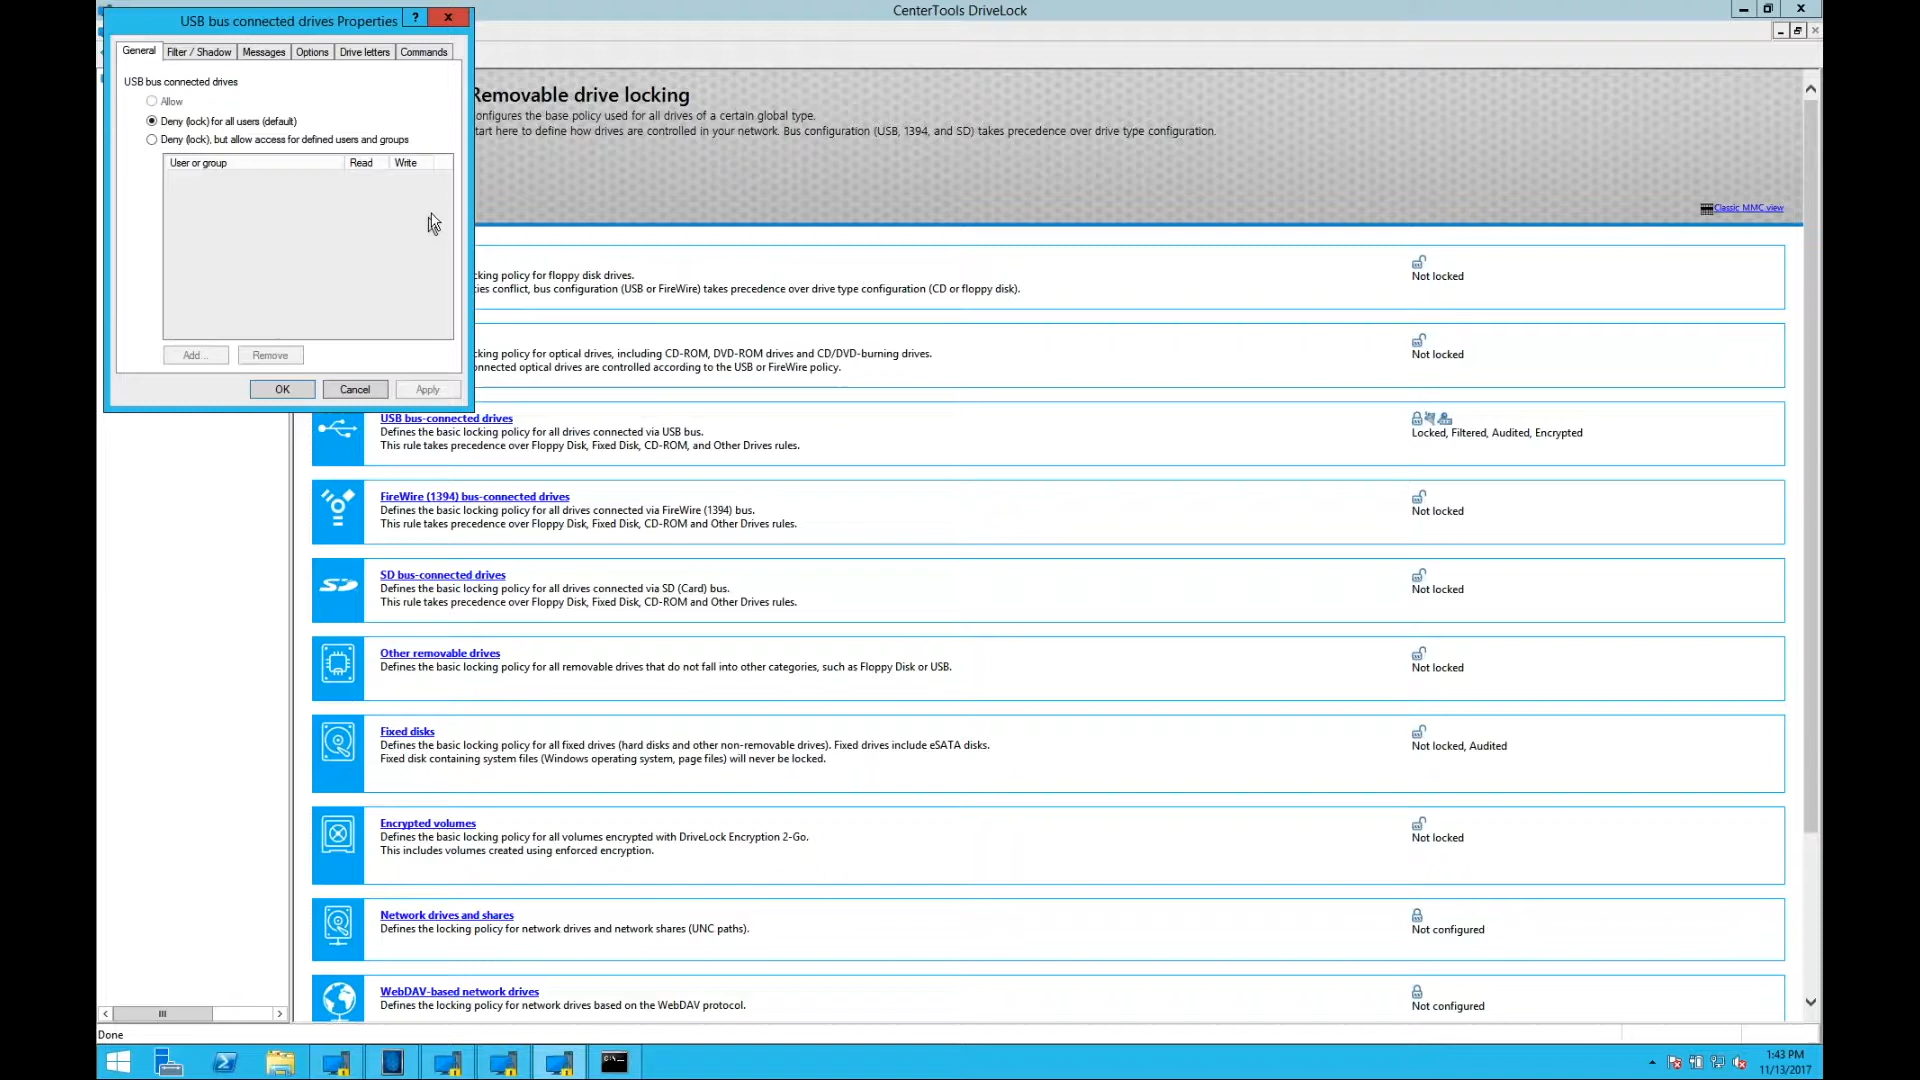 CenterTools DriveLock
USB bus connected drives Properties
?
General
Filter / Shadow
Messages
Options
Drive letters
Commands
USB bus connected drives
Allow
Deny (lock) for all users (default)
Deny (lock), but allow access for defined users and groups
User or group
Read
Write
Add...
Remove
OK
Cancel
Apply
Removable drive locking
onfigures the base policy used for all drives of a certain global type.
tart here to define how drives are controlled in your network. Bus configuration (USB, 1394, and SD) takes precedence over drive type configuration.
Classic MMC view
cking policy for floppy disk drives.
ies conflict, bus configuration (USB or FireWire) takes precedence over drive type configuration (CD or floppy disk).
Not locked
cking policy for optical drives, including CD-ROM, DVD-ROM drives and CD/DVD-burning drives.
onnected optical drives are controlled according to the USB or FireWire policy.
Not locked
USB bus-connected drives
Defines the basic locking policy for all drives connected via USB bus.
This rule takes precedence over Floppy Disk, Fixed Disk, CD-ROM, and Other Drives rules.
Locked, Filtered, Audited, Encrypted
FireWire (1394) bus-connected drives
Defines the basic locking policy for all drives connected via FireWire (1394) bus.
This rule takes precedence over Floppy Disk, Fixed Disk, CD-ROM and Other Drives rules.
Not locked
SD
SD bus-connected drives
Defines the basic locking policy for all drives connected via SD (Card) bus.
This rule takes precedence over Floppy Disk, Fixed Disk, CD-ROM and Other Drives rules.
Not locked
Other removable drives
Defines the basic locking policy for all removable drives that do not fall into other categories, such as Floppy Disk or USB.
Not locked
Fixed disks
Defines the basic locking policy for all fixed drives (hard disks and other non-removable drives). Fixed drives include eSATA disks.
Fixed disk containing system files (Windows operating system, page files) will never be locked.
Not locked, Audited
Encrypted volumes
Defines the basic locking policy for all volumes encrypted with DriveLock Encryption 2-Go.
This includes volumes created using enforced encryption.
Not locked
Network drives and shares
Defines the locking policy for network drives and network shares (UNC paths).
Not configured
WebDAV-based network drives
Defines the locking policy for network drives based on the WebDAV protocol.
Not configured
Done
1:43 PM
11/13/2017